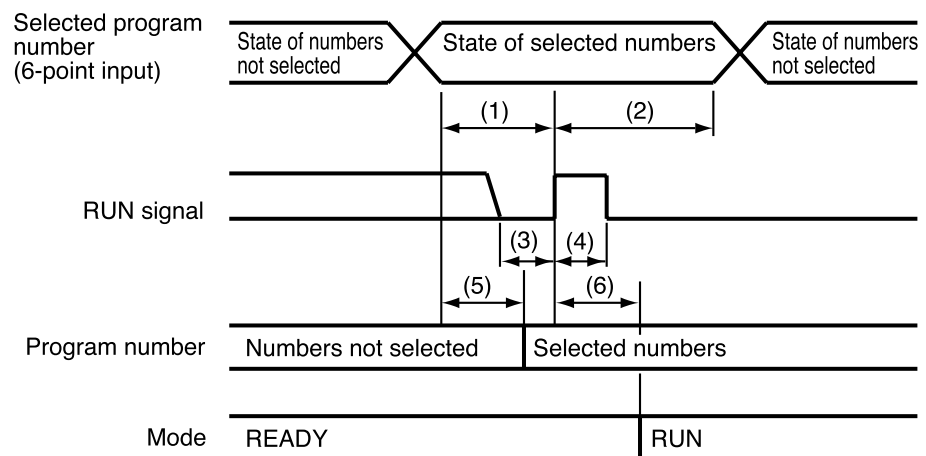 Selected program
number
(6-point input)
State of numbers
not selected
State of selected numbers
State of numbers
not selected
(1)
(2)
RUN signal
(3)
(4)
(5)
(6)
Program number
Numbers not selected
Selected numbers
Mode
READY
RUN